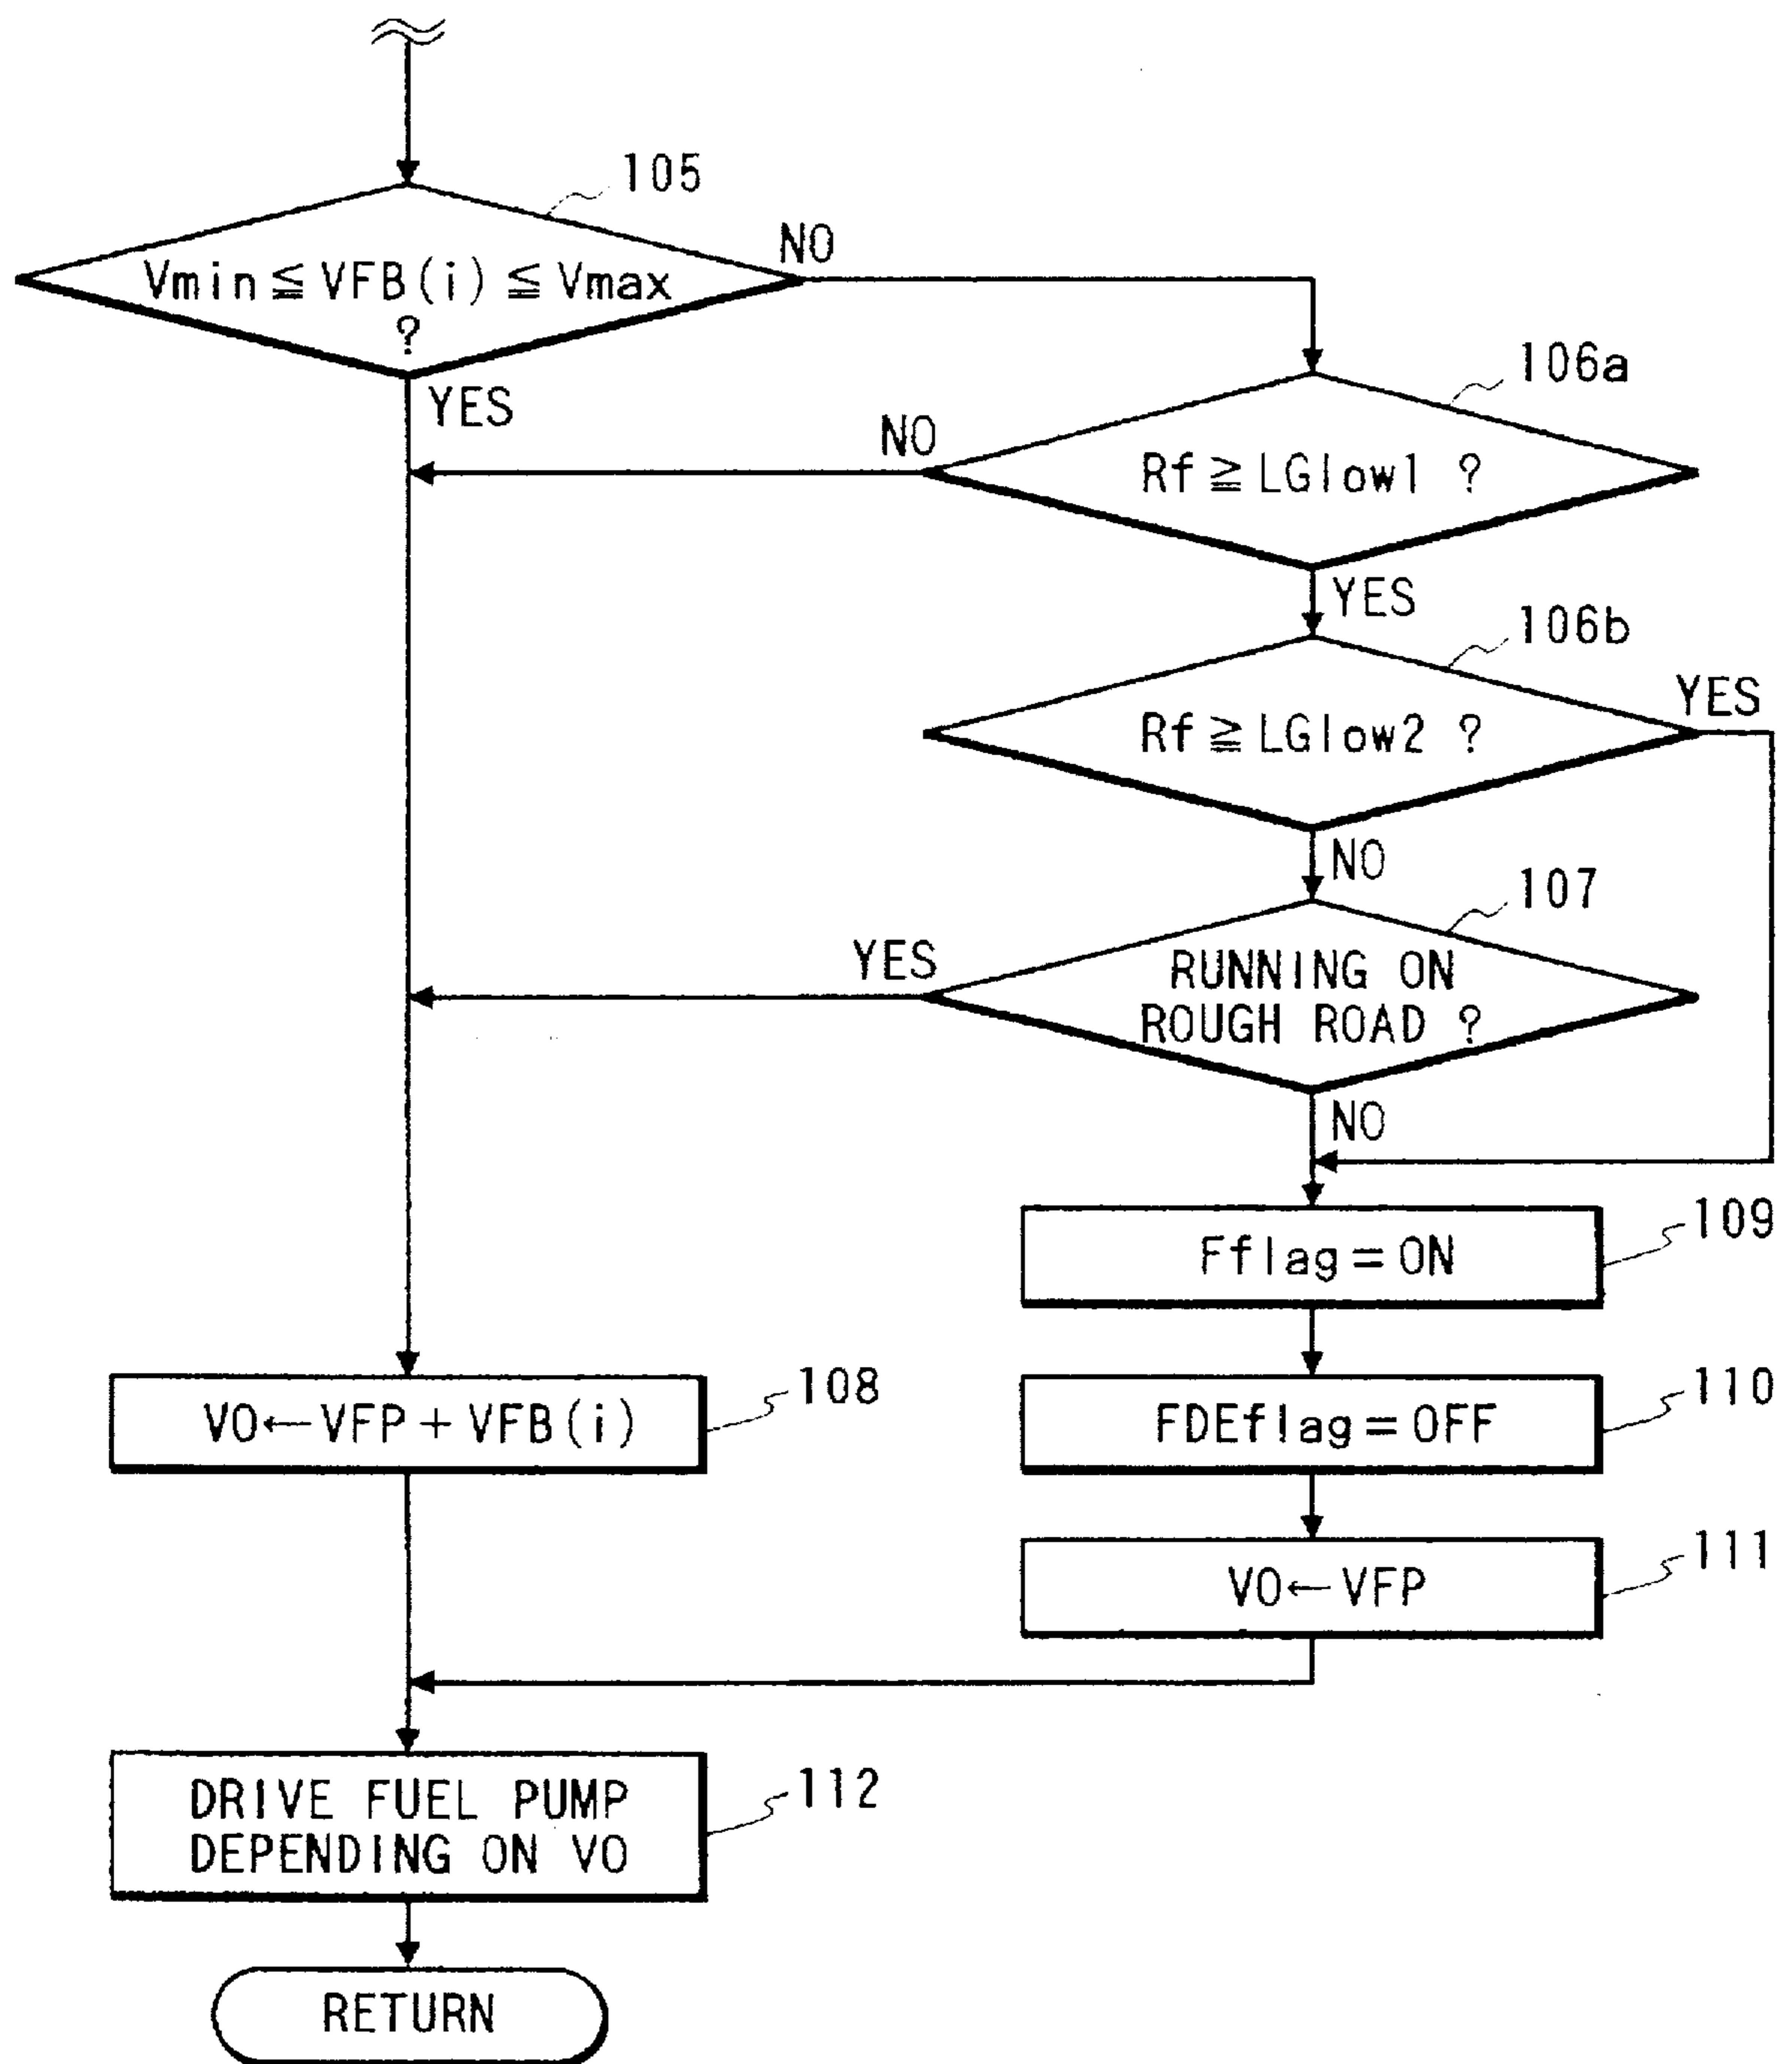 105
NO
Vmin ≦ VFB(i) ≦ Vmax
?
YES
106a
NO
Rf ≧ LGlow1 ?
YES
106b
YES
Rf ≧ LGlow2 ?
NO
107
YES
RUNNING ON
ROUGH ROAD ?
NO
109
Fflag = ON
108
VO ← VFP + VFB(i)
110
FDEflag = OFF
111
VO ← VFP
112
DRIVE FUEL PUMP
DEPENDING ON VO
RETURN